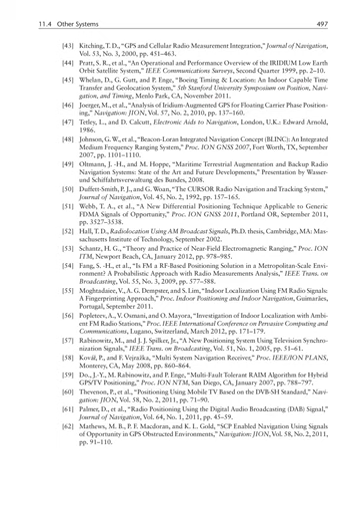 11.4 Other Systems 497
[43] Kitching, T. D., "GPS and Cellular Radio Measurement Integration," Journal of Navigation,
Vol. 53, No. 3, 2000, pp. 451–463.
[44] Pratt, S. R., et al., "An Operational and Performance Overview of the IRIDIUM Low Earth
Orbit Satellite System," IEEE Communications Surveys, Second Quarter 1999, pp. 2–10.
[45] Whelan, D., G. Gutt, and P. Enge, "Boeing Timing & Location: An Indoor Capable Time
Transfer and Geolocation System," 5th Stanford University Symposium on Position, Navi-
gation, and Timing, Menlo Park, CA, November 2011.
[46] Joerger, M., et al., "Analysis of Iridium-Augmented GPS for Floating Carrier Phase Position-
ing," Navigation: JION, Vol. 57, No. 2, 2010, pp. 137–160.
[47] Tetley, L., and D. Calcutt, Electronic Aids to Navigation, London, U.K.: Edward Arnold,
1986.
[48] Johnson, G. W., et al., "Beacon-Loran Integrated Navigation Concept (BLINC): An Integrated
Medium Frequency Ranging System," Proc. ION GNSS 2007, Fort Worth, TX, September
2007, pp. 1101–1110.
[49] Oltmann, J. -H., and M. Hoppe, "Maritime Terrestrial Augmentation and Backup Radio
Navigation Systems: State of the Art and Future Developments," Presentation by Wasser-
und Schiffahrtsverwaltung des Bundes, 2008.
[50] Duffett-Smith, P. J., and G. Woan, "The CURSOR Radio Navigation and Tracking System,"
Journal of Navigation, Vol. 45, No. 2, 1992, pp. 157–165.
[51] Webb, T. A., et al., "A New Differential Positioning Technique Applicable to Generic
FDMA Signals of Opportunity," Proc. ION GNSS 2011, Portland OR, September 2011,
pp. 3527–3538.
[52] Hall, T. D., Radiolocation Using AM Broadcast Signals, Ph.D. thesis, Cambridge, MA: Mas-
sachusetts Institute of Technology, September 2002.
[53] Schantz, H. G., "Theory and Practice of Near-Field Electromagnetic Ranging," Proc. ION
ITM, Newport Beach, CA, January 2012, pp. 978–985.
[54] Fang, S. -H., et al., "Is FM a RF-Based Positioning Solution in a Metropolitan-Scale Envi-
ronment? A Probabilistic Approach with Radio Measurements Analysis," IEEE Trans. on
Broadcasting, Vol. 55, No. 3, 2009, pp. 577–588.
[55] Moghtadaiee, V., A. G. Dempster, and S. Lim, "Indoor Localization Using FM Radio Signals:
A Fingerprinting Approach," Proc. Indoor Positioning and Indoor Navigation, Guimarães,
Portugal, September 2011.
[56] Popleteev, A., V. Osmani, and O. Mayora, "Investigation of Indoor Localization with Ambi-
ent FM Radio Stations," Proc. IEEE International Conference on Pervasive Computing and
Communications, Lugano, Switzerland, March 2012, pp. 171–179.
[57] Rabinowitz, M., and J. J. Spilker, Jr., "A New Positioning System Using Television Synchro-
nization Signals," IEEE Trans. on Broadcasting, Vol. 51, No. 1, 2005, pp. 51–61.
[58] Kovář, P., and F. Vejražka, "Multi System Navigation Receiver," Proc. IEEE/ION PLANS,
Monterey, CA, May 2008, pp. 860–864.
[59] Do, J.-Y., M. Rabinowitz, and P. Enge, "Multi-Fault Tolerant RAIM Algorithm for Hybrid
GPS/TV Positioning," Proc. ION NTM, San Diego, CA, January 2007, pp. 788–797.
[60] Thevenon, P., et al., "Positioning Using Mobile TV Based on the DVB-SH Standard," Navi-
gation: JION, Vol. 58, No. 2, 2011, pp. 71–90.
[61] Palmer, D., et al., "Radio Positioning Using the Digital Audio Broadcasting (DAB) Signal,"
Journal of Navigation, Vol. 64, No. 1, 2011, pp. 45–59.
[62] Mathews, M. B., P. F. Macdoran, and K. L. Gold, "SCP Enabled Navigation Using Signals
of Opportunity in GPS Obstructed Environments," Navigation: JION, Vol. 58, No. 2, 2011,
pp. 91–110.